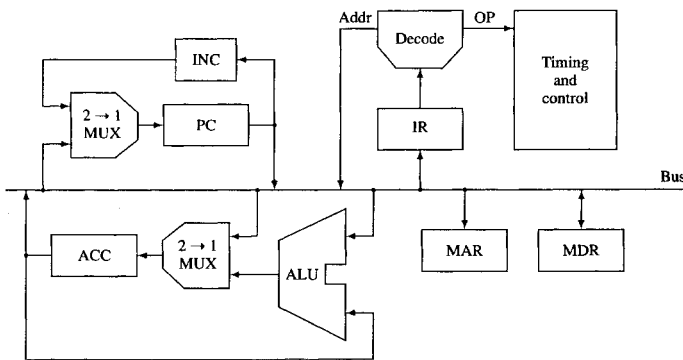 Addr
OP
INC
Decode
Timing
and
control
2 → 1
MUX
PC
IR
Bus
ACC
2 → 1
MUX
ALU
MAR
MDR